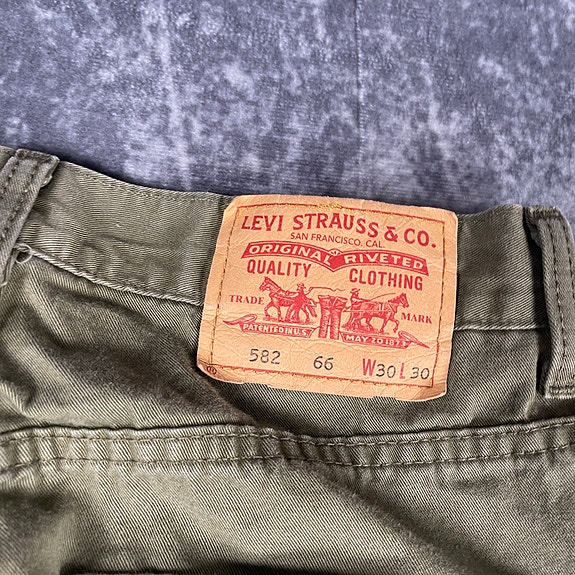 LEVI STRAUSS & CO.
SAN FRANCISCO. CAL.
ORIGINAL RIVETED
QUALITY CLOTHING
TRADE MARK
PATENTED IN U.S. MAY 20 1873
582 66 W30 L30